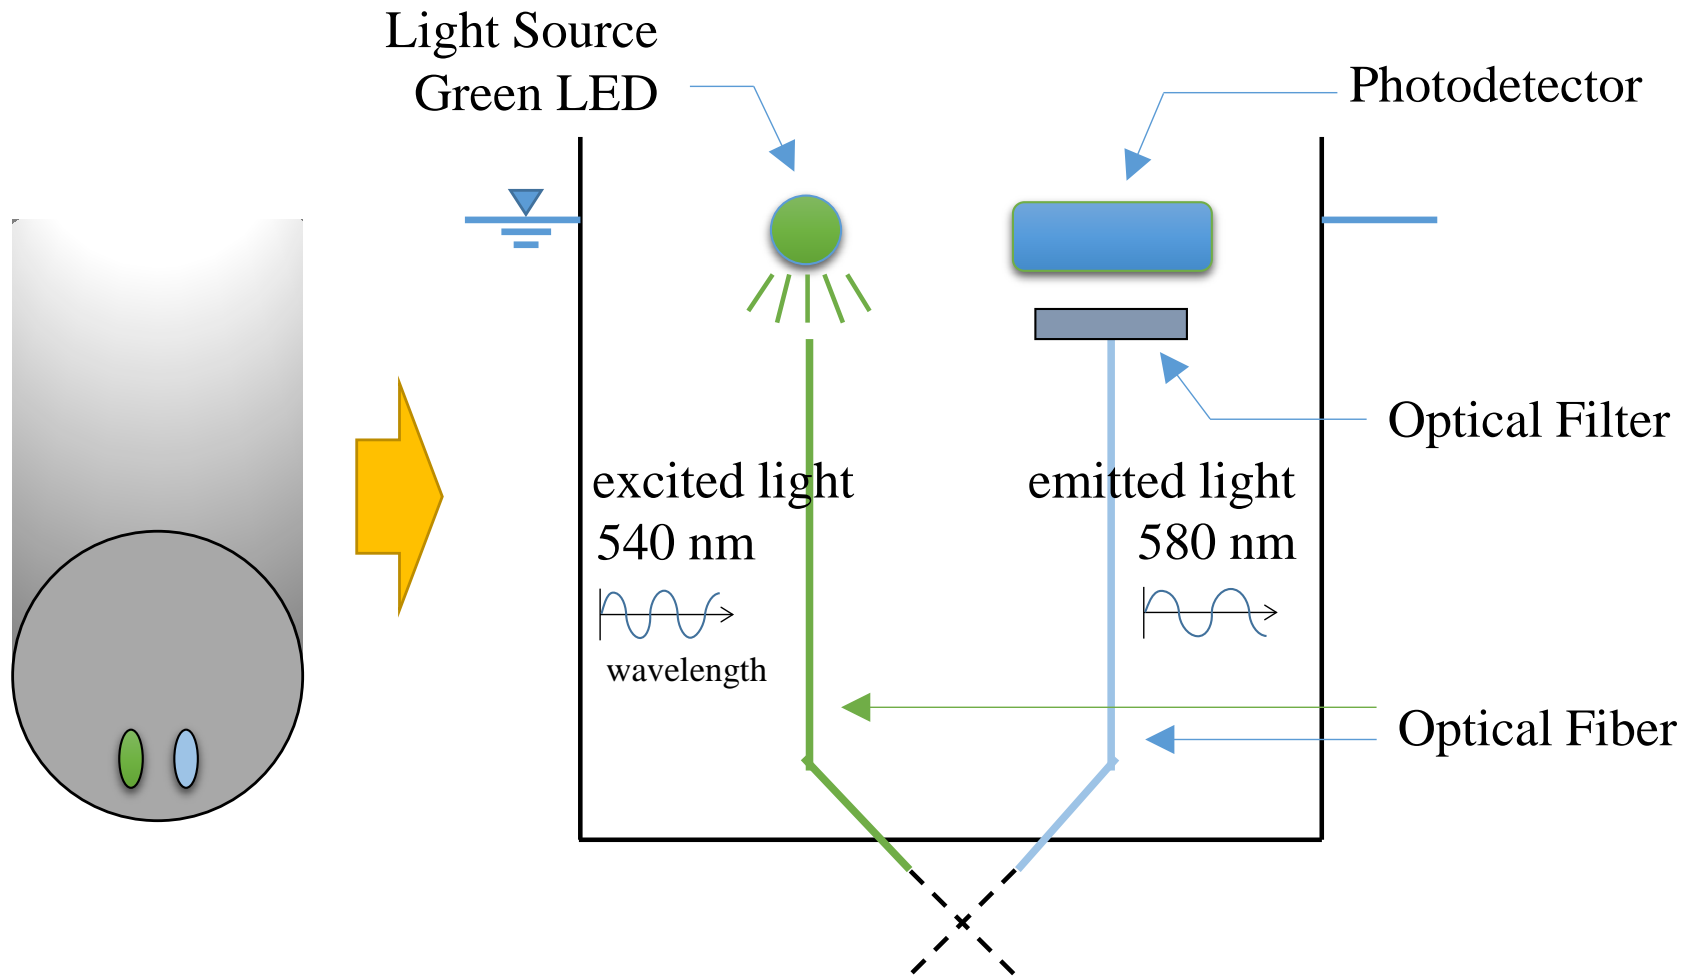 Light Source
Green LED
Photodetector
Optical Filter
excited light
540 nm
wavelength
emitted light
580 nm
Optical Fiber